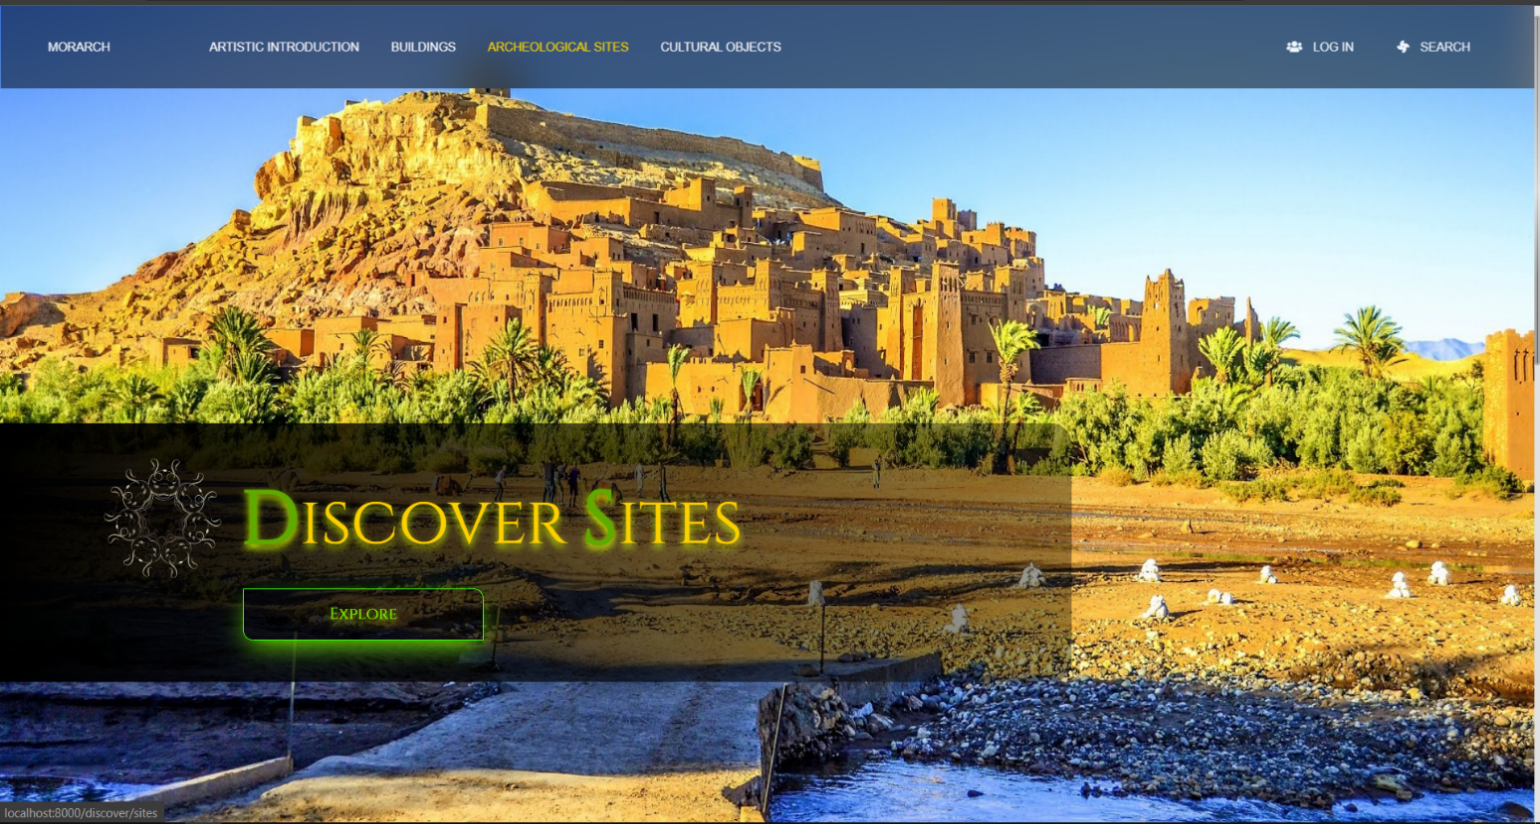 MORARCH ARTISTIC INTRODUCTION BUILDINGS ARCHEOLOGICAL SITES CULTURAL OBJECTS LOG IN SEARCH
DISCOVER SITES
EXPLORE
localhost:8000/discover/sites